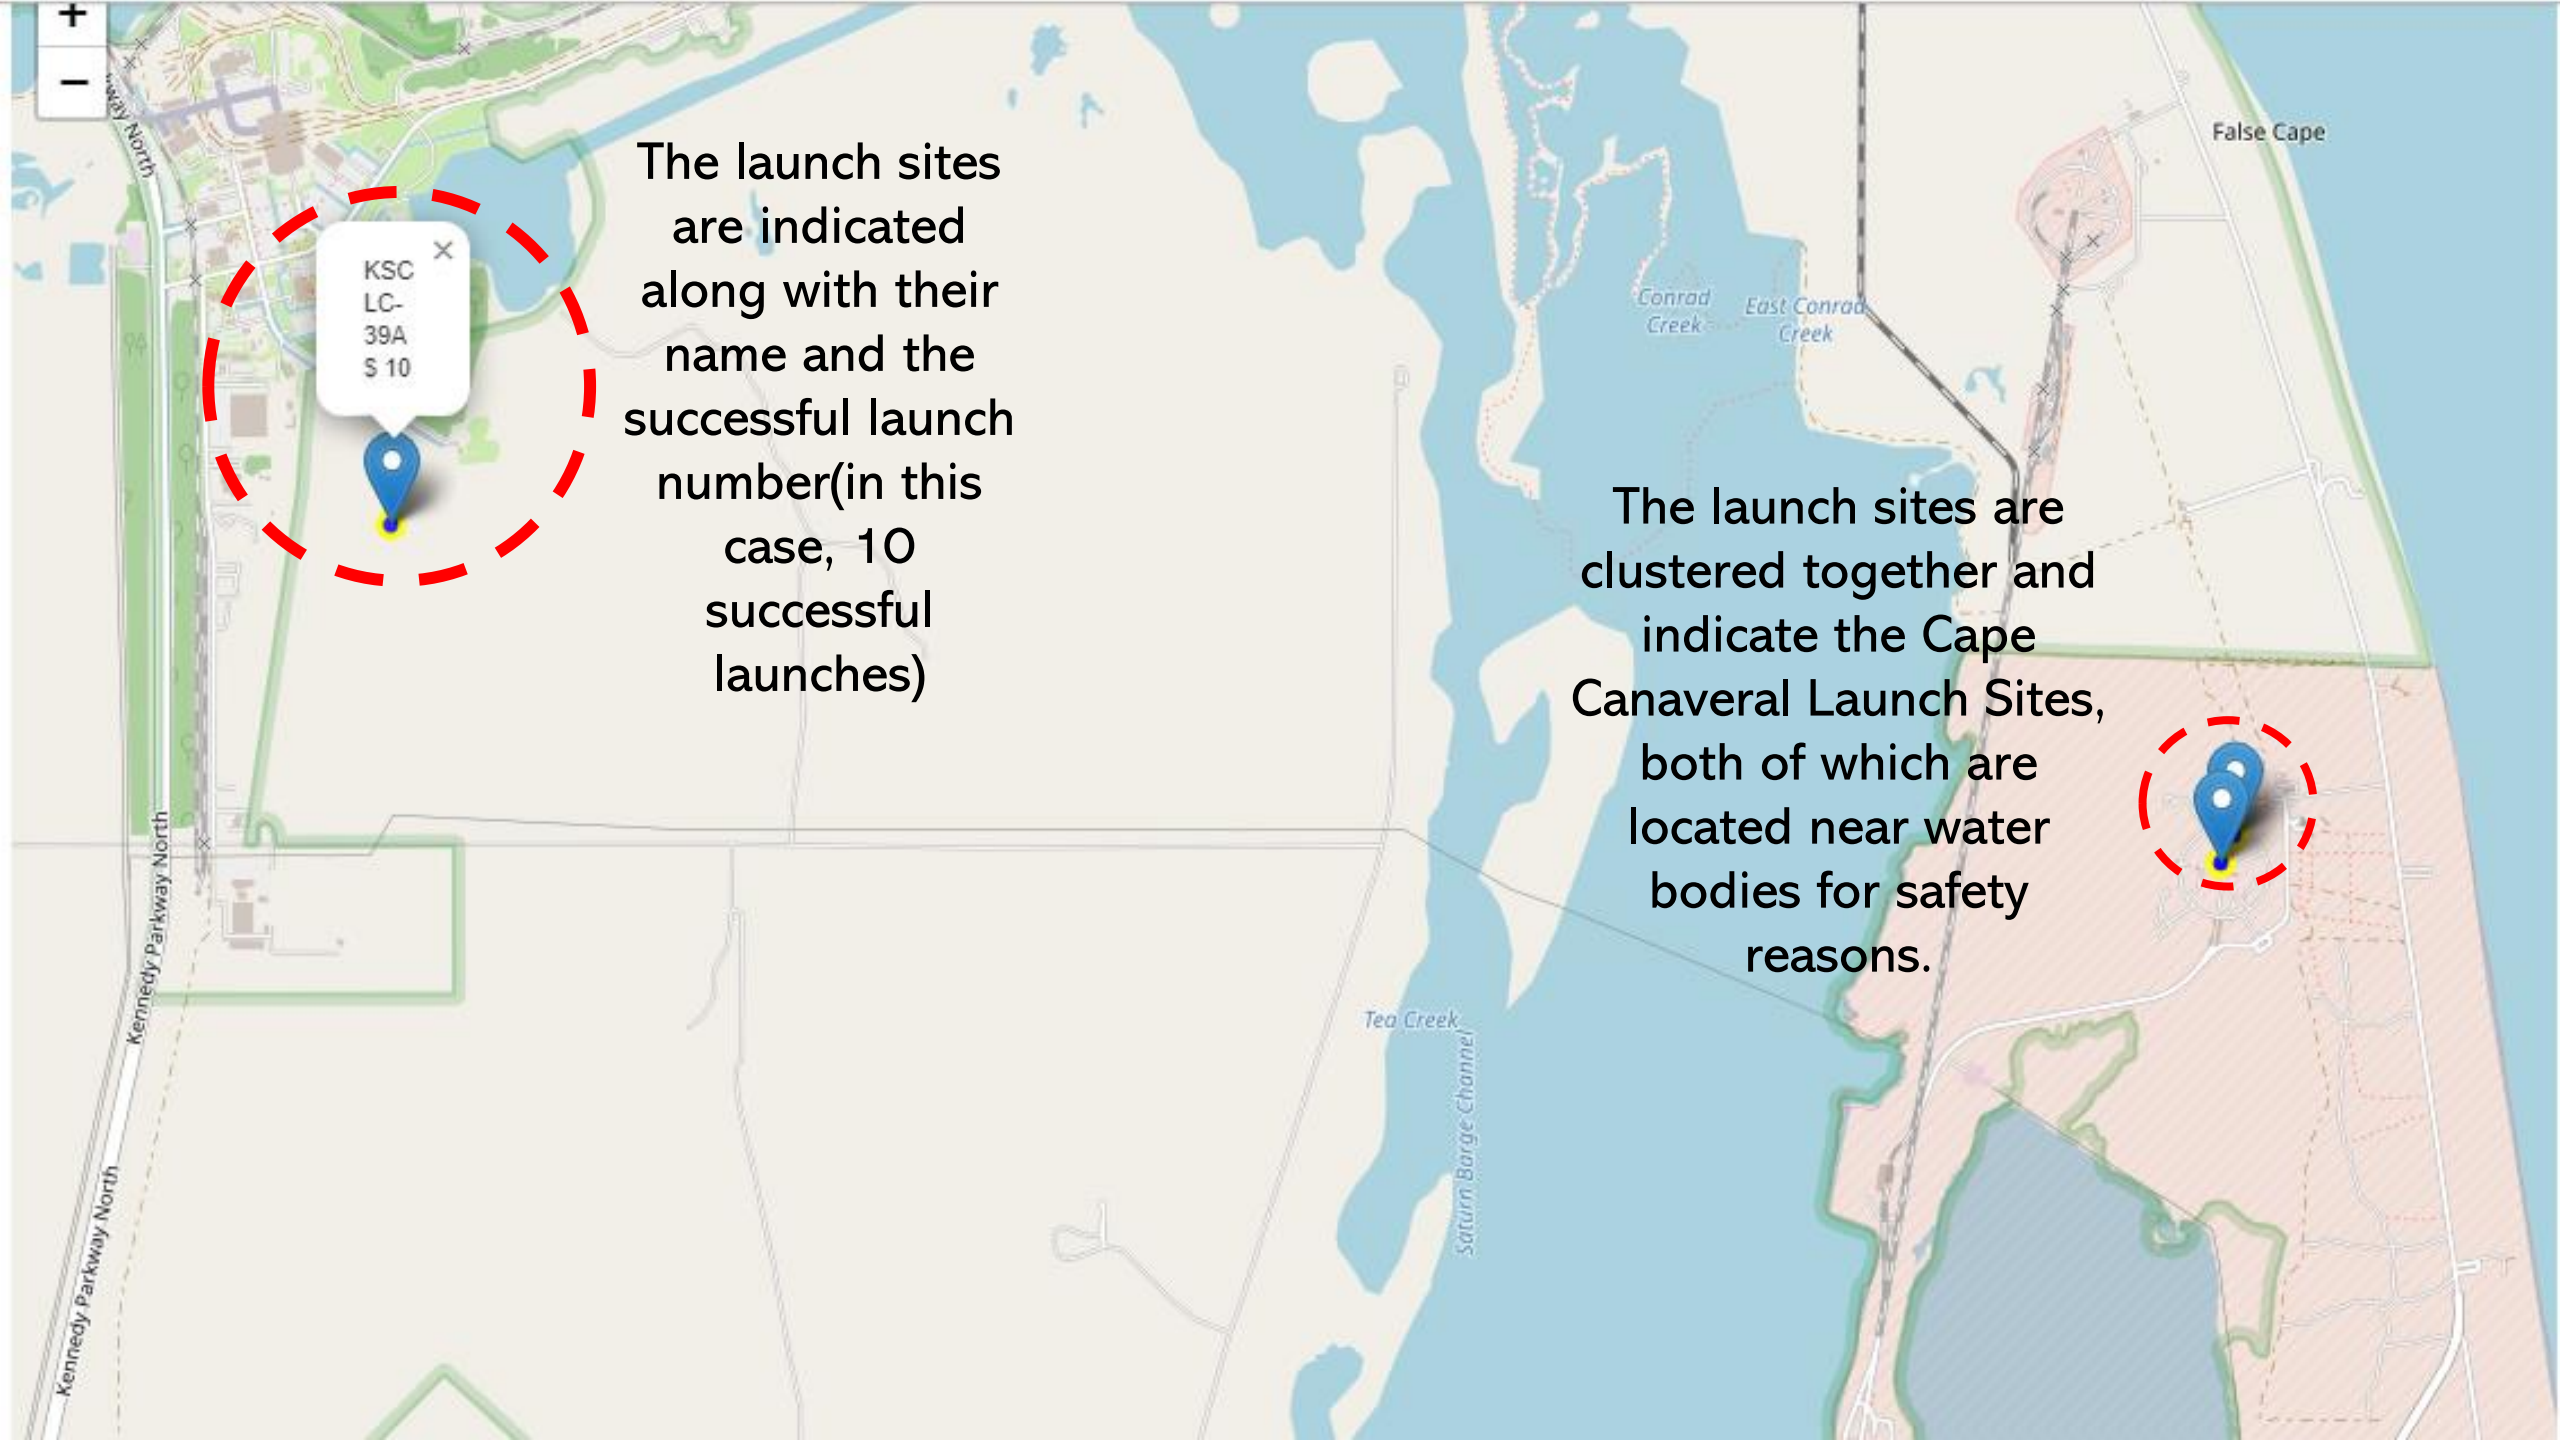 +
−
way North
KSC
LC-
39A
S 10
×
The launch sites
are indicated
along with their
name and the
successful launch
number(in this
case, 10
successful
launches)
False Cape
Conrad
Creek
East Conrad
Creek
The launch sites are
clustered together and
indicate the Cape
Canaveral Launch Sites,
both of which are
located near water
bodies for safety
reasons.
Kennedy Parkway North
Tea Creek
Saturn Barge Channel
Kennedy Parkway North